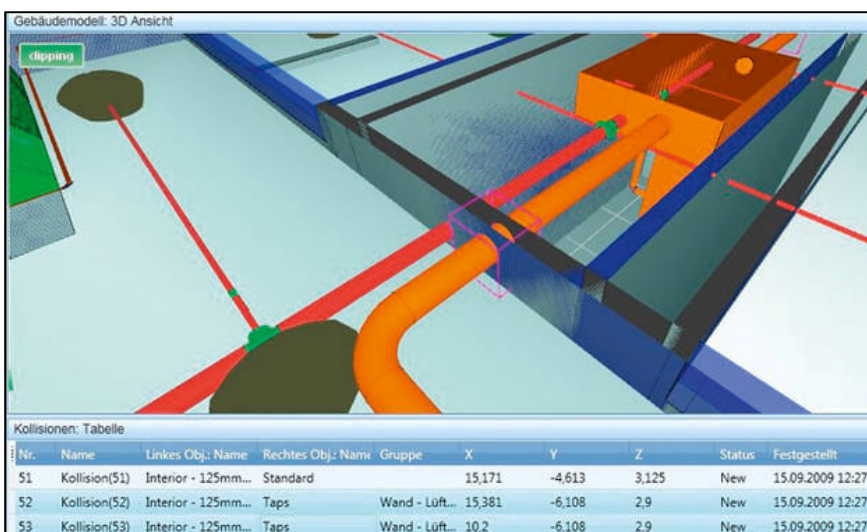 Gebäudemodell: 3D Ansicht
clipping
Kollisionen: Tabelle
Nr. Name Linkes Obj.: Name Rechtes Obj.: Name Gruppe X Y Z Status Festgestellt
51 Kollision(51) Interior - 125mm... Standard 15,171 -4,613 3,125 New 15.09.2009 12:27
52 Kollision(52) Interior - 125mm... Taps Wand - Lüft... 15,381 -6,108 2,9 New 15.09.2009 12:27
53 Kollision(53) Interior - 125mm... Taps Wand - Lüft... 10,2 -6,108 2,9 New 15.09.2009 12:27